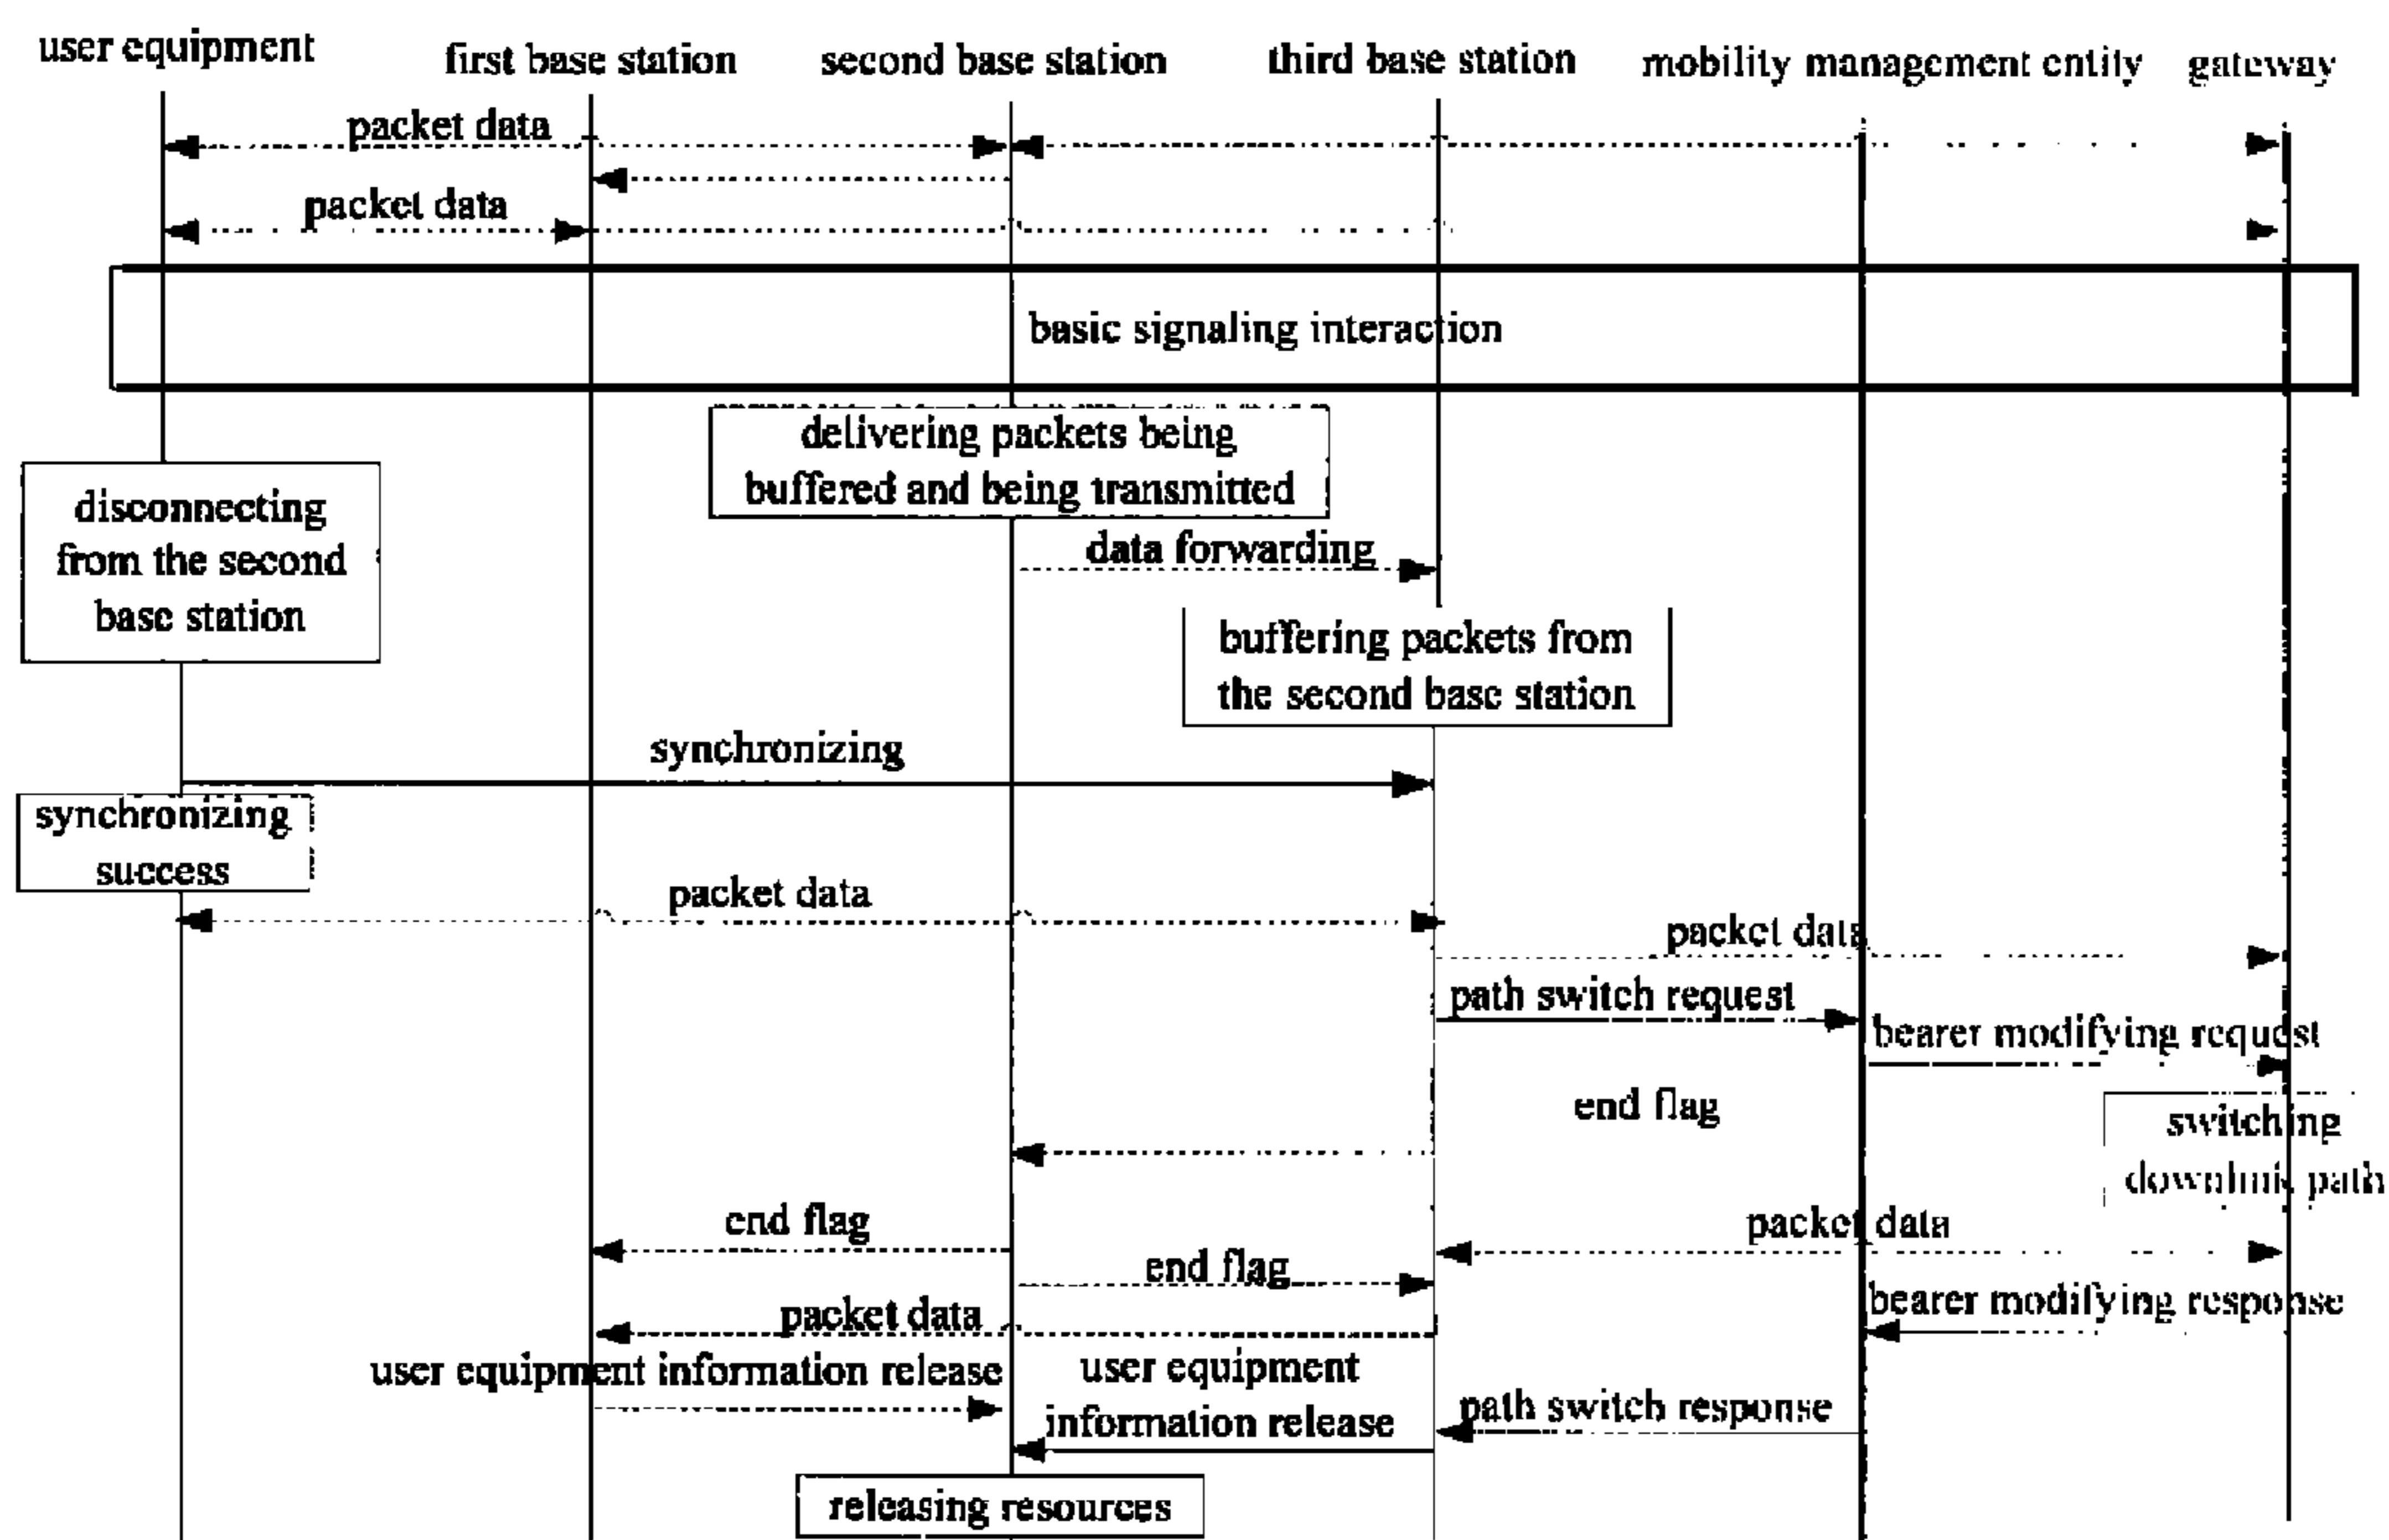 user equipment
first base station
second base station
third base station
mobility management entity
gateway
packet data
packet data
basic signaling interaction
delivering packets being
buffered and being transmitted
disconnecting
from the second
base station
data forwarding
buffering packets from
the second base station
synchronizing
synchronizing
success
packet data
packet data
path switch request
bearer modifying request
end flag
switching
downlink path
end flag
packet data
end flag
packet data
bearer modifying response
user equipment information release
user equipment
information release
path switch response
releasing resources